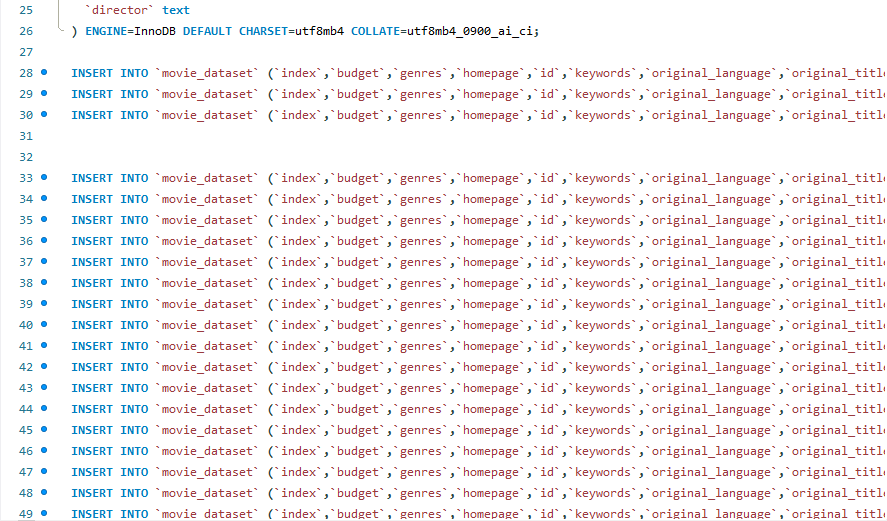 25 `director` text
26 ) ENGINE=InnoDB DEFAULT CHARSET=utf8mb4 COLLATE=utf8mb4_0900_ai_ci;
27
28 INSERT INTO `movie_dataset` (`index`,`budget`,`genres`,`homepage`,`id`,`keywords`,`original_language`,`original_title
29 INSERT INTO `movie_dataset` (`index`,`budget`,`genres`,`homepage`,`id`,`keywords`,`original_language`,`original_title
30 INSERT INTO `movie_dataset` (`index`,`budget`,`genres`,`homepage`,`id`,`keywords`,`original_language`,`original_title
31
32
33 INSERT INTO `movie_dataset` (`index`,`budget`,`genres`,`homepage`,`id`,`keywords`,`original_language`,`original_title
34 INSERT INTO `movie_dataset` (`index`,`budget`,`genres`,`homepage`,`id`,`keywords`,`original_language`,`original_title
35 INSERT INTO `movie_dataset` (`index`,`budget`,`genres`,`homepage`,`id`,`keywords`,`original_language`,`original_title
36 INSERT INTO `movie_dataset` (`index`,`budget`,`genres`,`homepage`,`id`,`keywords`,`original_language`,`original_title
37 INSERT INTO `movie_dataset` (`index`,`budget`,`genres`,`homepage`,`id`,`keywords`,`original_language`,`original_title
38 INSERT INTO `movie_dataset` (`index`,`budget`,`genres`,`homepage`,`id`,`keywords`,`original_language`,`original_title
39 INSERT INTO `movie_dataset` (`index`,`budget`,`genres`,`homepage`,`id`,`keywords`,`original_language`,`original_title
40 INSERT INTO `movie_dataset` (`index`,`budget`,`genres`,`homepage`,`id`,`keywords`,`original_language`,`original_title
41 INSERT INTO `movie_dataset` (`index`,`budget`,`genres`,`homepage`,`id`,`keywords`,`original_language`,`original_title
42 INSERT INTO `movie_dataset` (`index`,`budget`,`genres`,`homepage`,`id`,`keywords`,`original_language`,`original_title
43 INSERT INTO `movie_dataset` (`index`,`budget`,`genres`,`homepage`,`id`,`keywords`,`original_language`,`original_title
44 INSERT INTO `movie_dataset` (`index`,`budget`,`genres`,`homepage`,`id`,`keywords`,`original_language`,`original_title
45 INSERT INTO `movie_dataset` (`index`,`budget`,`genres`,`homepage`,`id`,`keywords`,`original_language`,`original_title
46 INSERT INTO `movie_dataset` (`index`,`budget`,`genres`,`homepage`,`id`,`keywords`,`original_language`,`original_title
47 INSERT INTO `movie_dataset` (`index`,`budget`,`genres`,`homepage`,`id`,`keywords`,`original_language`,`original_title
48 INSERT INTO `movie_dataset` (`index`,`budget`,`genres`,`homepage`,`id`,`keywords`,`original_language`,`original_title
49 INSERT INTO `movie_dataset` (`index`,`budget`,`genres`,`homepage`,`id`,`keywords`,`original_language`,`original_title